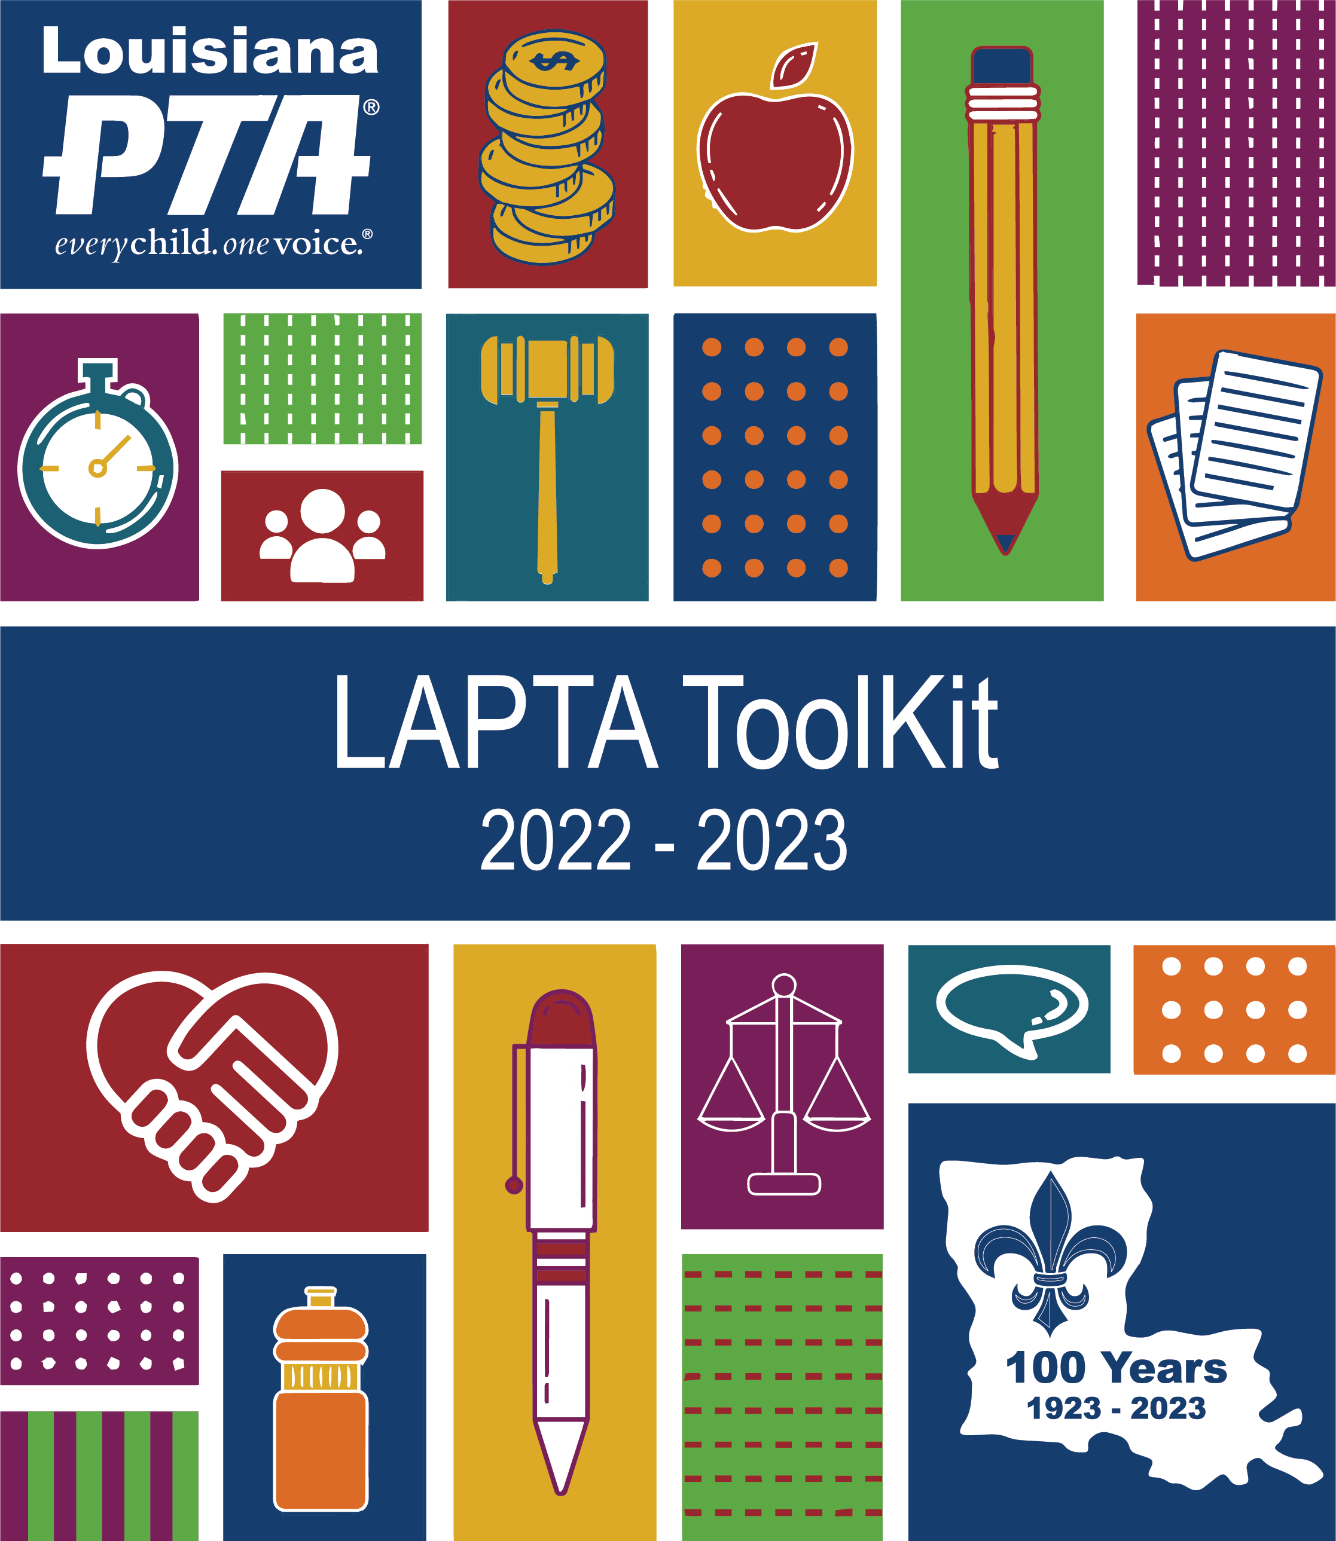 Louisiana
PTA®
everychild.onevoice.®
$
LAPTA ToolKit
2022 - 2023
100 Years
1923 - 2023